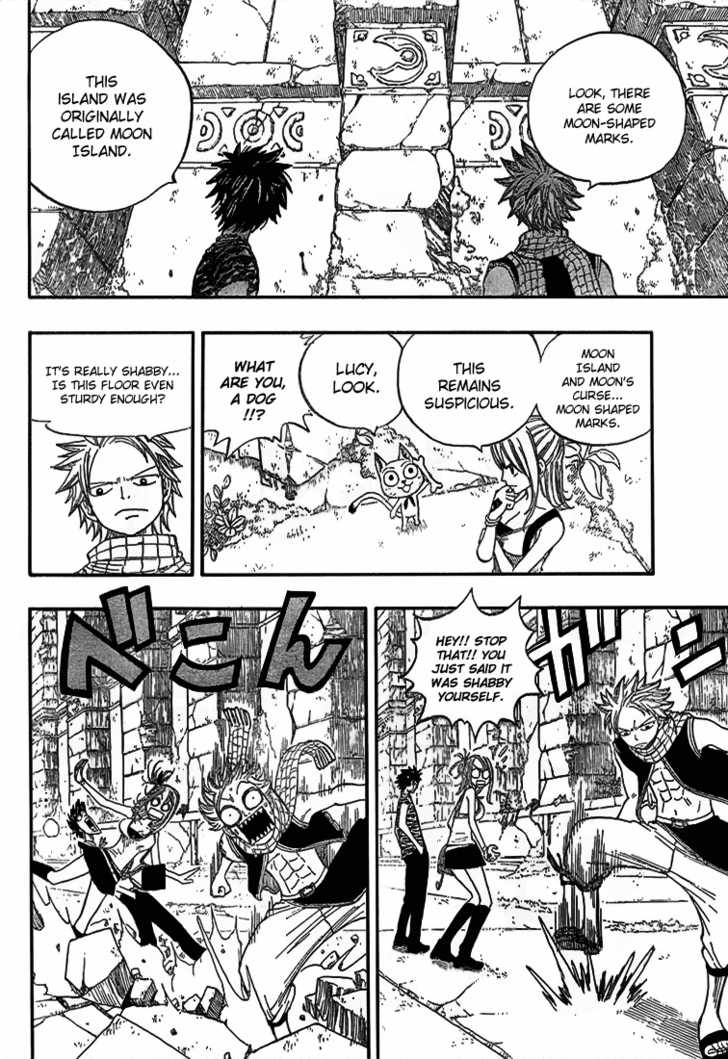 LOOK, THERE
ARE SOME
MOON-SHAPED
MARKS.
THIS
ISLAND WAS
ORIGINALLY
CALLED MOON
ISLAND.
MOON
ISLAND
AND MOON'S
CURSE...
MOON SHAPED
MARKS.
THIS
REMAINS
SUSPICIOUS.
LUCY,
LOOK.
WHAT
ARE YOU,
A DOG
!!?
IT'S REALLY SHABBY...
IS THIS FLOOR EVEN
STURDY ENOUGH?
ガン
HEY!! STOP
THAT!! YOU
JUST SAID IT
WAS SHABBY
YOURSELF.
べこん